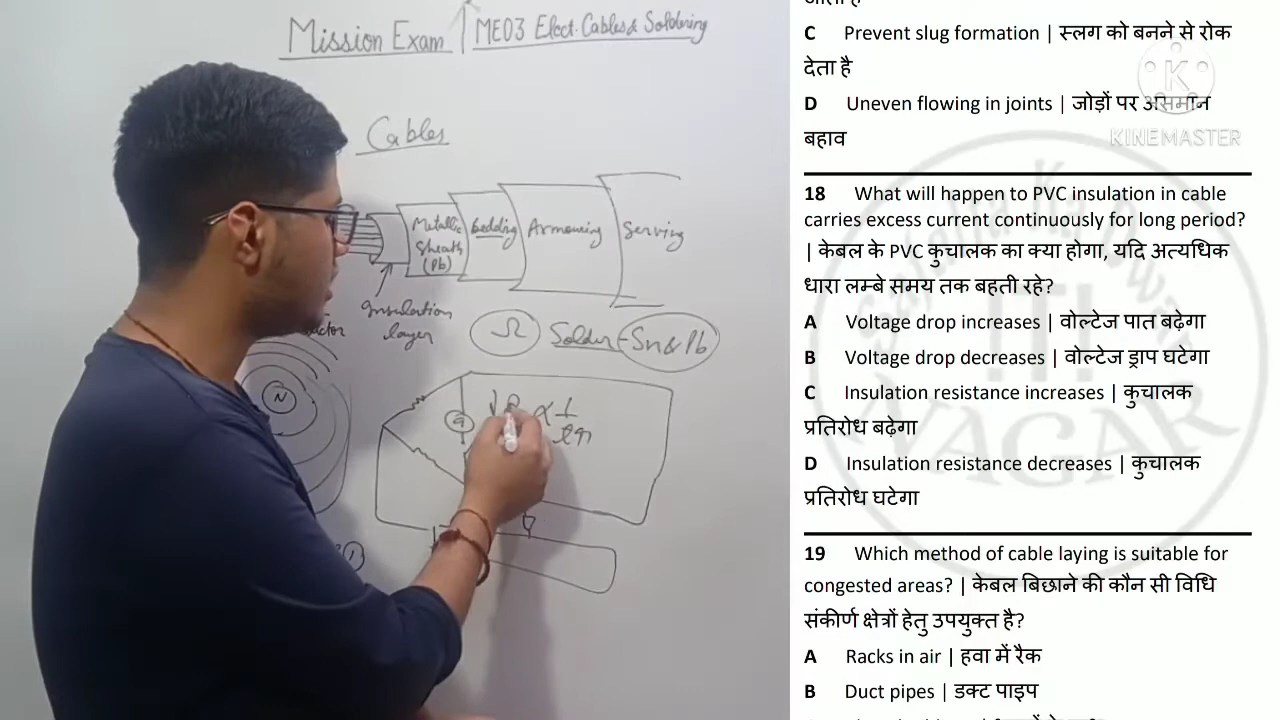 Mission Exam ME03 Elect. Cables & Soldering
Cables
Metallic
Sheath
(Pb)
bedding
Armouring
Serving
Insulation
layer
Ω
Solder - Sn & Pb
N
G
1
C Prevent slug formation | स्लग को बनने से रोक
देता है
D Uneven flowing in joints | जोड़ों पर असमान
बहाव
K
KINEMASTER
18 What will happen to PVC insulation in cable
carries excess current continuously for long period?
| केबल के PVC कुचालक का क्या होगा, यदि अत्यधिक
धारा लम्बे समय तक बहती रहे?
A Voltage drop increases | वोल्टेज पात बढ़ेगा
B Voltage drop decreases | वोल्टेज ड्राप घटेगा
C Insulation resistance increases | कुचालक
प्रतिरोध बढ़ेगा
D Insulation resistance decreases | कुचालक
प्रतिरोध घटेगा
19 Which method of cable laying is suitable for
congested areas? | केबल बिछाने की कौन सी विधि
संकीर्ण क्षेत्रों हेतु उपयुक्त है?
A Racks in air | हवा में रैक
B Duct pipes | डक्ट पाइप
ITI
NAGAR